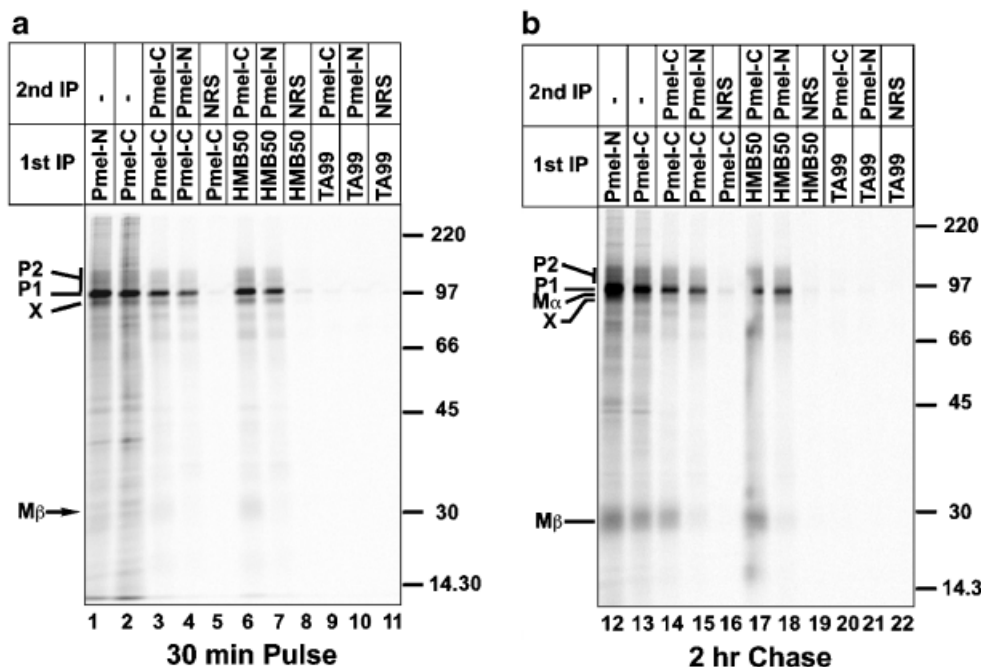 a
2nd IP - - Pmel-C Pmel-N NRS Pmel-C Pmel-N NRS Pmel-C Pmel-N NRS
1st IP Pmel-N Pmel-C Pmel-C Pmel-C Pmel-C HMB50 HMB50 HMB50 TA99 TA99 TA99
P2
P1
X
Mβ
220
97
66
45
30
14.30
1 2 3 4 5 6 7 8 9 10 11
30 min Pulse
b
2nd IP - - Pmel-C Pmel-N NRS Pmel-C Pmel-N NRS Pmel-C Pmel-N NRS
1st IP Pmel-N Pmel-C Pmel-C Pmel-C Pmel-C HMB50 HMB50 HMB50 TA99 TA99 TA99
P2
P1
Mα
X
Mβ
220
97
66
45
30
14.3
12 13 14 15 16 17 18 19 20 21 22
2 hr Chase